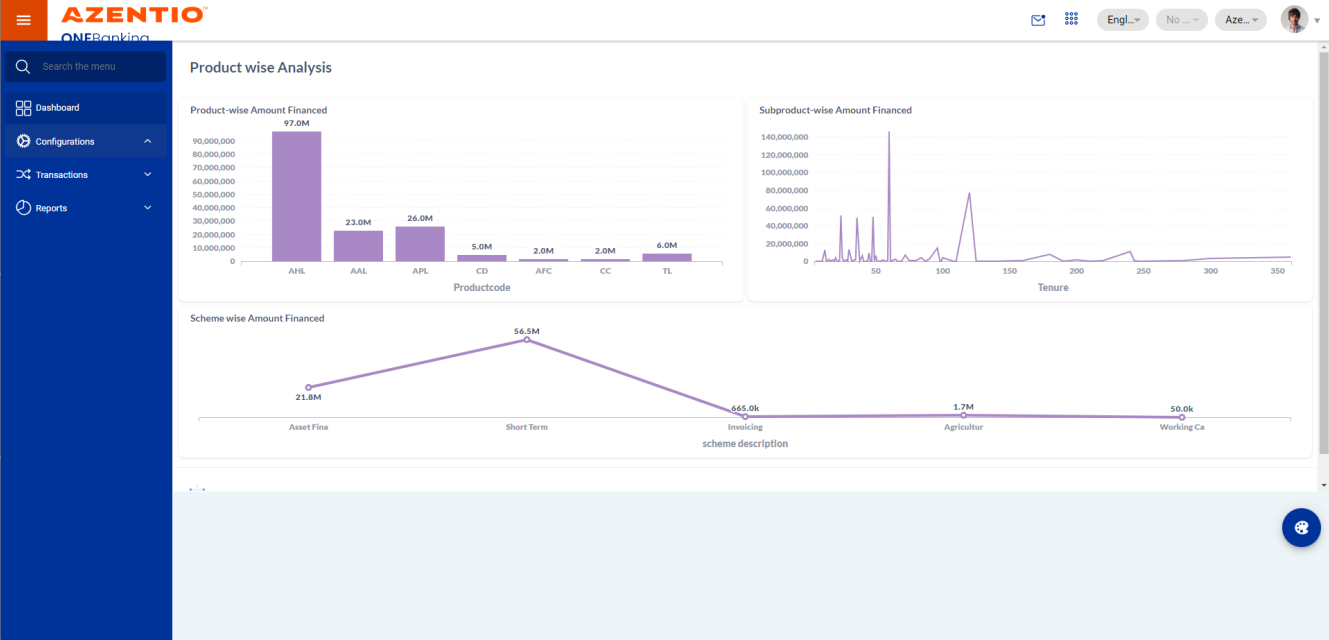 AZENTIO™
ONEBanking
Engl...
No ...
Aze...
Search the menu
Dashboard
Configurations
Transactions
Reports
Product wise Analysis
Product-wise Amount Financed
97.0M
90,000,000
80,000,000
70,000,000
60,000,000
50,000,000
40,000,000
30,000,000
20,000,000
10,000,000
0
23.0M
26.0M
5.0M
2.0M
2.0M
6.0M
AHL AAL APL CD AFC CC TL
Productcode
Subproduct-wise Amount Financed
140,000,000
120,000,000
100,000,000
80,000,000
60,000,000
40,000,000
20,000,000
0
50 100 150 200 250 300 350
Tenure
Scheme wise Amount Financed
56.5M
21.8M
665.0k
1.7M
50.0k
Asset Fina Short Term Invoicing Agricultur Working Ca
scheme description